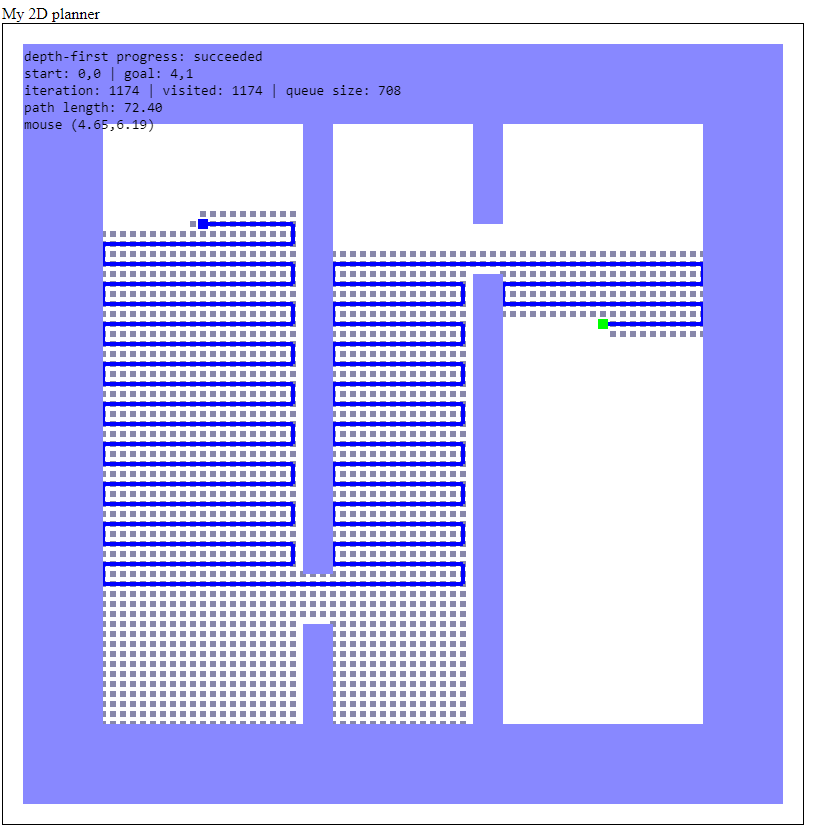 My 2D planner
depth-first progress: succeeded
start: 0,0 | goal: 4,1
iteration: 1174 | visited: 1174 | queue size: 708
path length: 72.40
mouse (4.65,6.19)